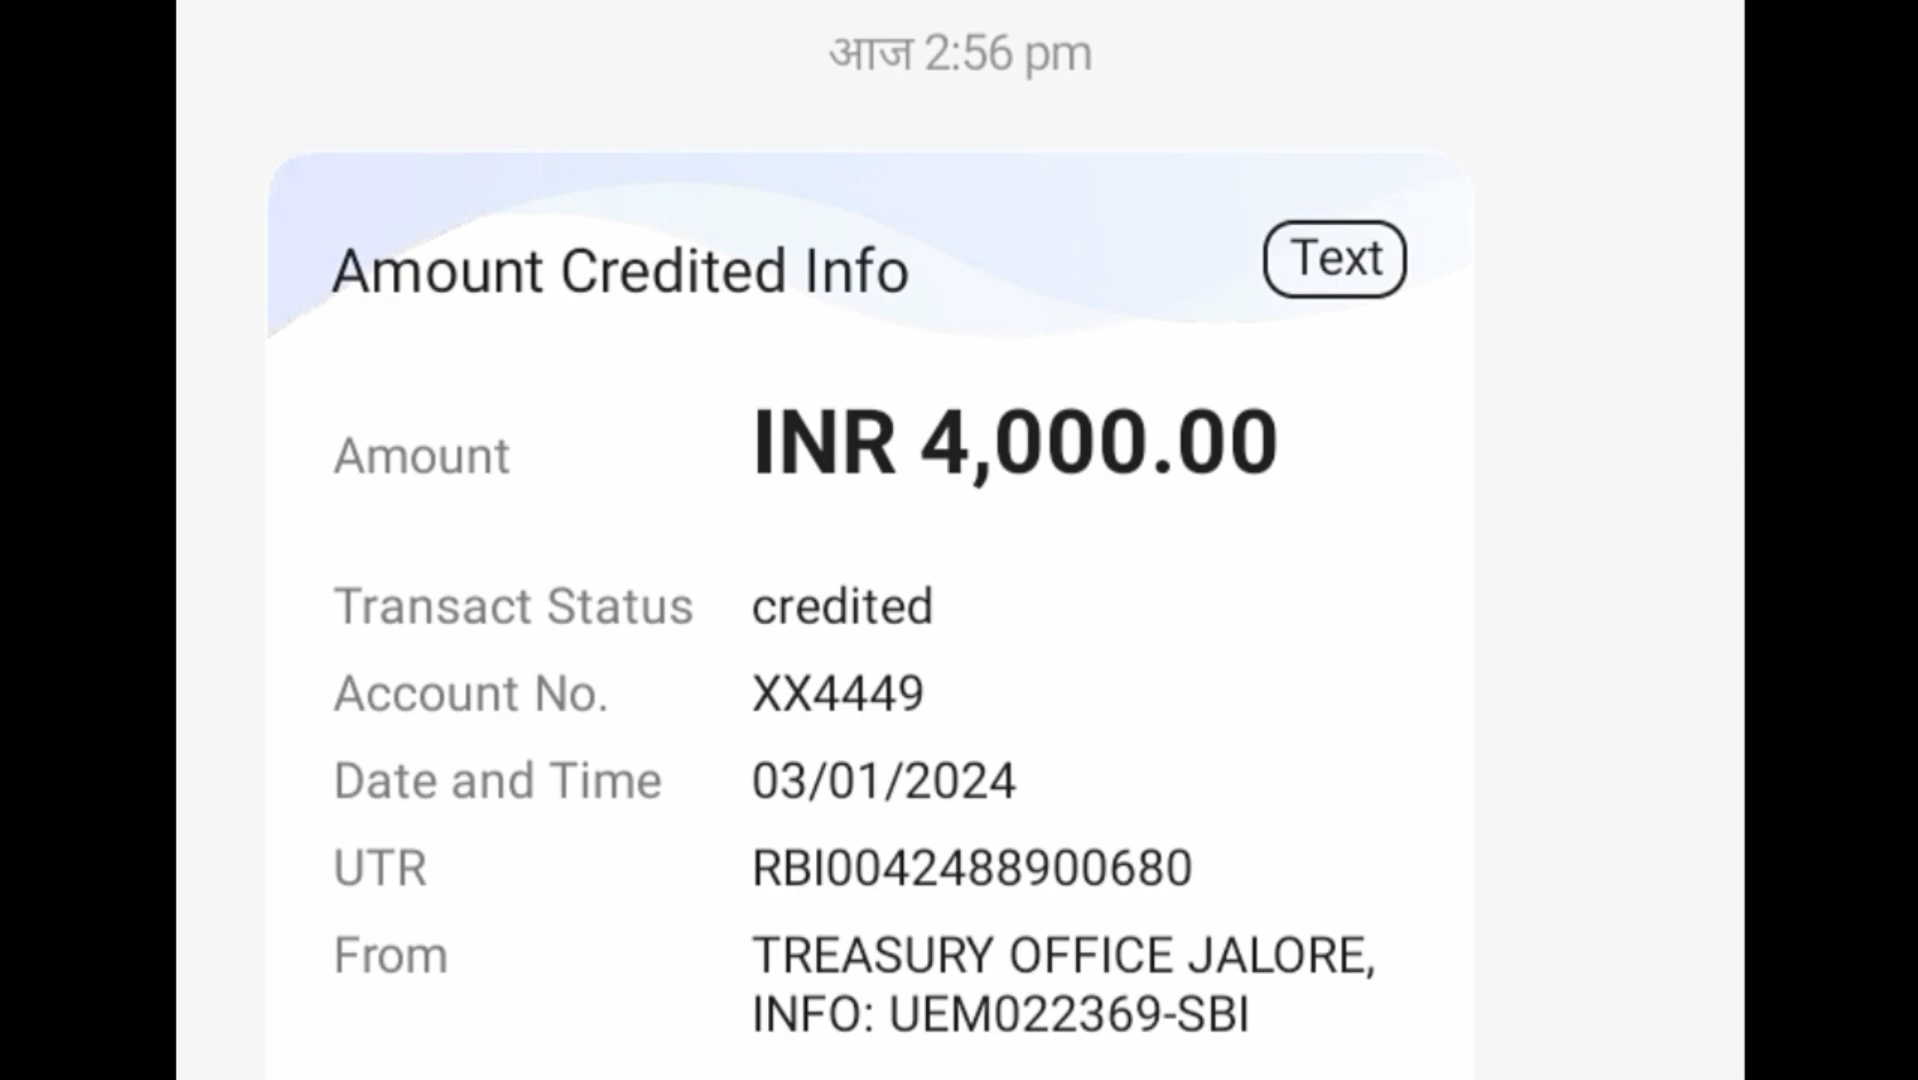 आज 2:56 pm
Amount Credited Info
Text
Amount
INR 4,000.00
Transact Status
credited
Account No.
XX4449
Date and Time
03/01/2024
UTR
RBI0042488900680
From
TREASURY OFFICE JALORE,
INFO: UEM022369-SBI